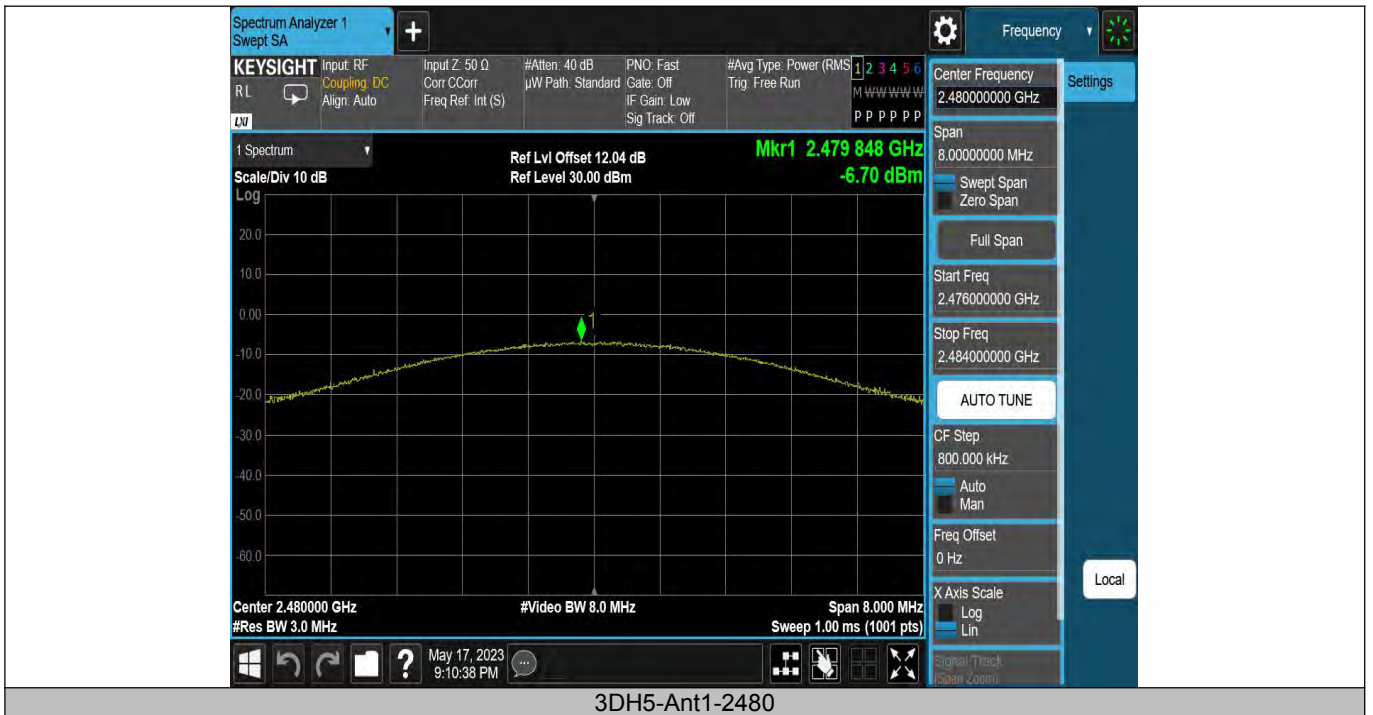 Spectrum Analyzer 1
Swept SA
+
Frequency
KEYSIGHT
RL
LXI
Input: RF
Coupling: DC
Align: Auto
Input Z: 50 Ω
Corr CCorr
Freq Ref: Int (S)
#Atten: 40 dB
µW Path: Standard
PNO: Fast
Gate: Off
IF Gain: Low
Sig Track: Off
#Avg Type: Power (RMS
Trig: Free Run
1 2 3 4 5 6
M W W W W W
P P P P P P
Center Frequency
2.480000000 GHz
Settings
1 Spectrum
Scale/Div 10 dB
Ref Lvl Offset 12.04 dB
Ref Level 30.00 dBm
Mkr1 2.479 848 GHz
-6.70 dBm
Span
8.00000000 MHz
Swept Span
Zero Span
Log
20.0
10.0
0.00
-10.0
-20.0
-30.0
-40.0
-50.0
-60.0
1
Full Span
Start Freq
2.476000000 GHz
Stop Freq
2.484000000 GHz
AUTO TUNE
CF Step
800.000 kHz
Auto
Man
Freq Offset
0 Hz
Local
X Axis Scale
Log
Lin
Signal Track
(Span Zoom)
Center 2.480000 GHz
#Video BW 8.0 MHz
Span 8.000 MHz
#Res BW 3.0 MHz
Sweep 1.00 ms (1001 pts)
?
May 17, 2023
9:10:38 PM
3DH5-Ant1-2480